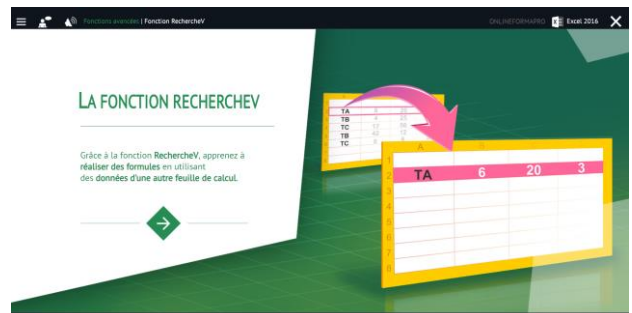 Fonctions avancées | Fonction RechercheV
ONLINEFORMAPRO
Excel 2016
LA FONCTION RECHERCHEV
Grâce à la fonction RechercheV, apprenez à
réaliser des formules en utilisant
des données d'une autre feuille de calcul.
TA
TB
TC
TB
TC
A
1
2 TA 6 20 3
3
4
5
6
7
8